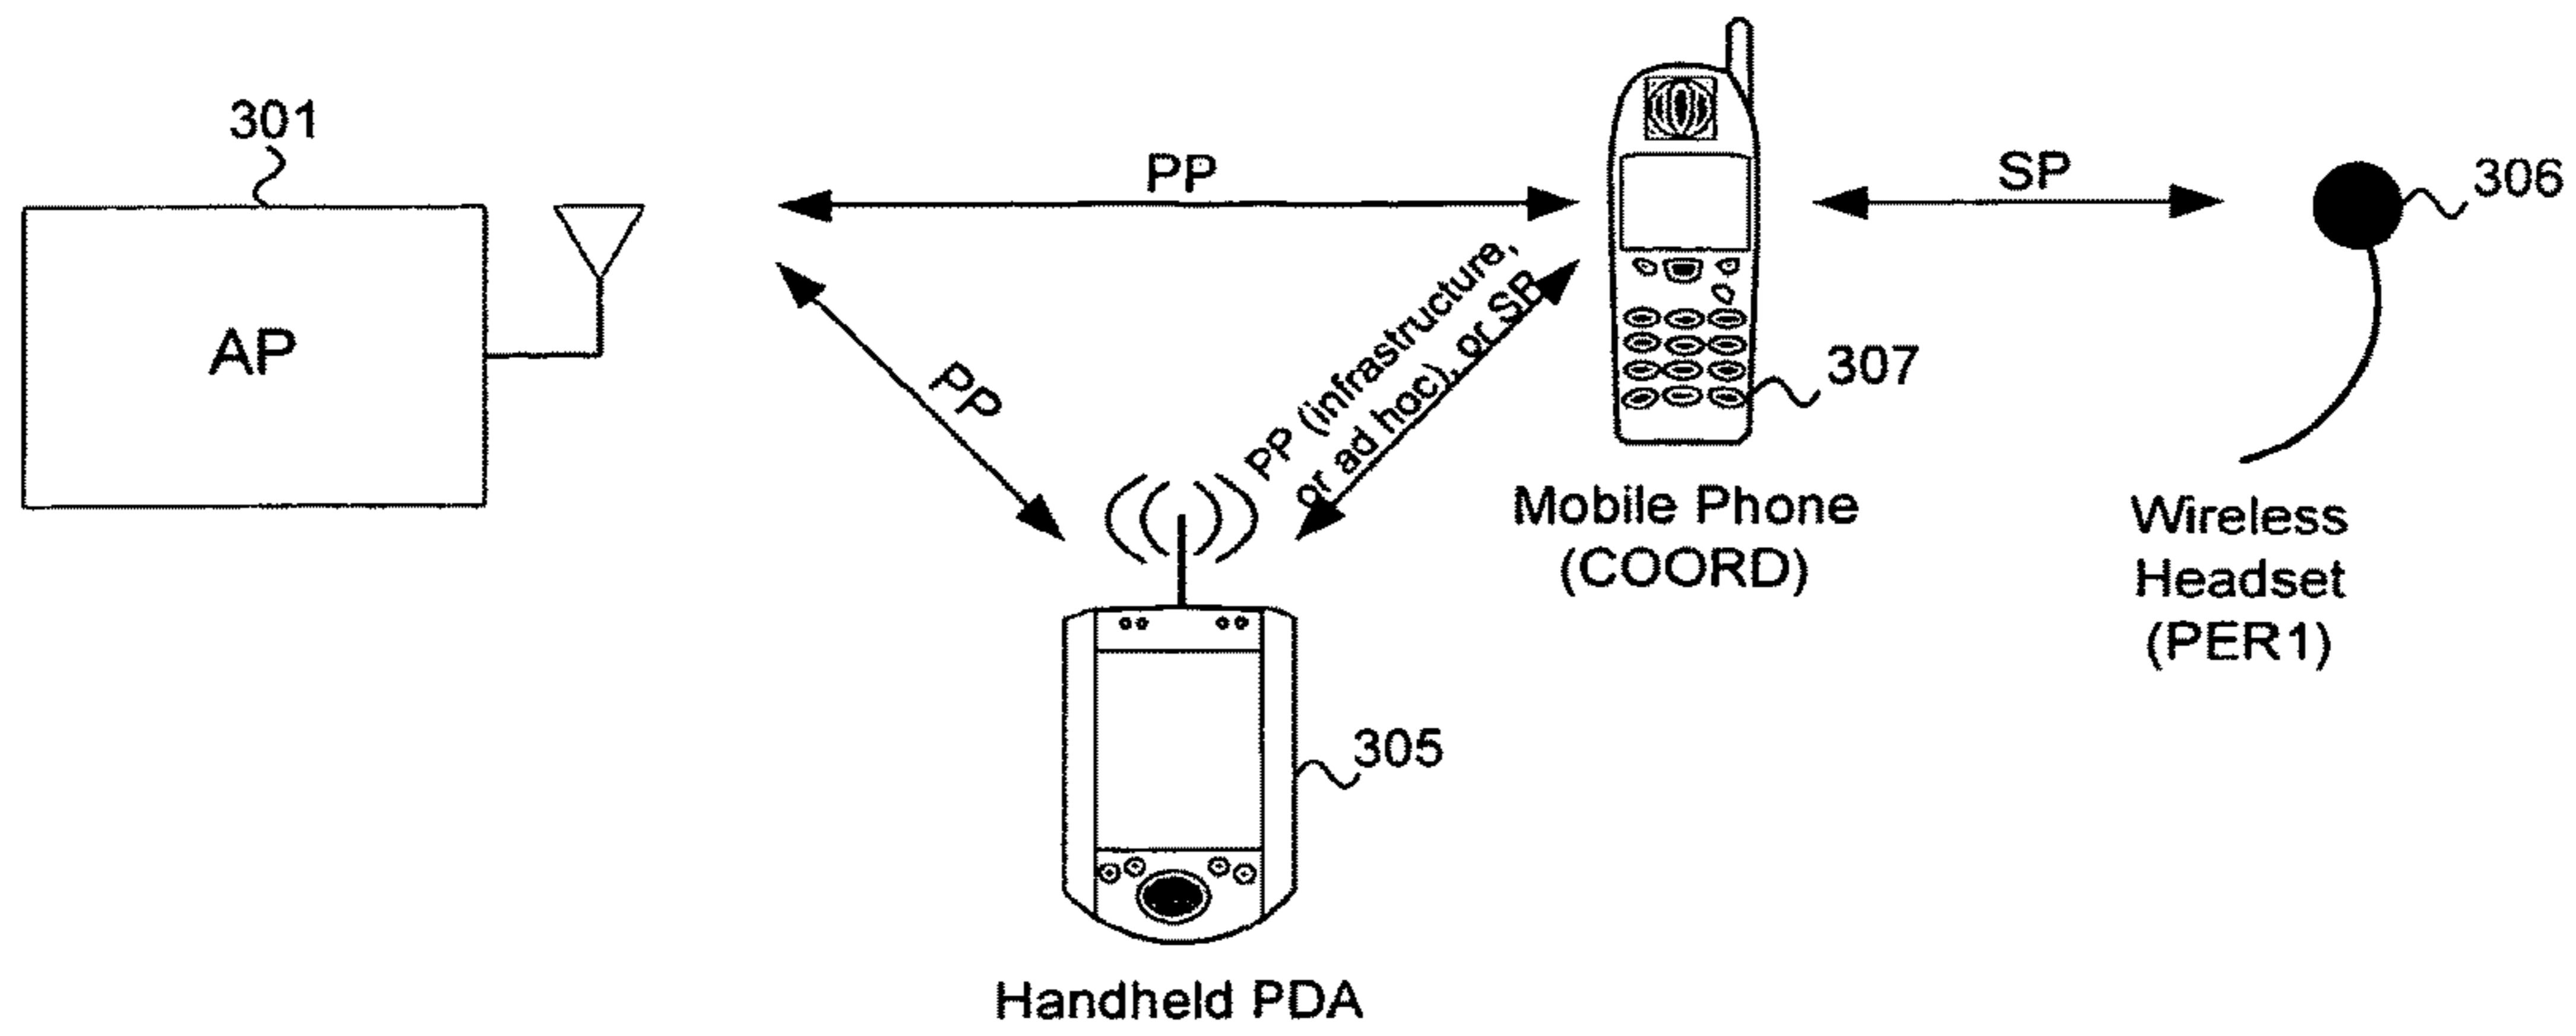 301
AP
PP
PP
PP (infrastructure,
or ad hoc), or SB
SP
306
307
Mobile Phone
(COORD)
Wireless
Headset
(PER1)
305
Handheld PDA